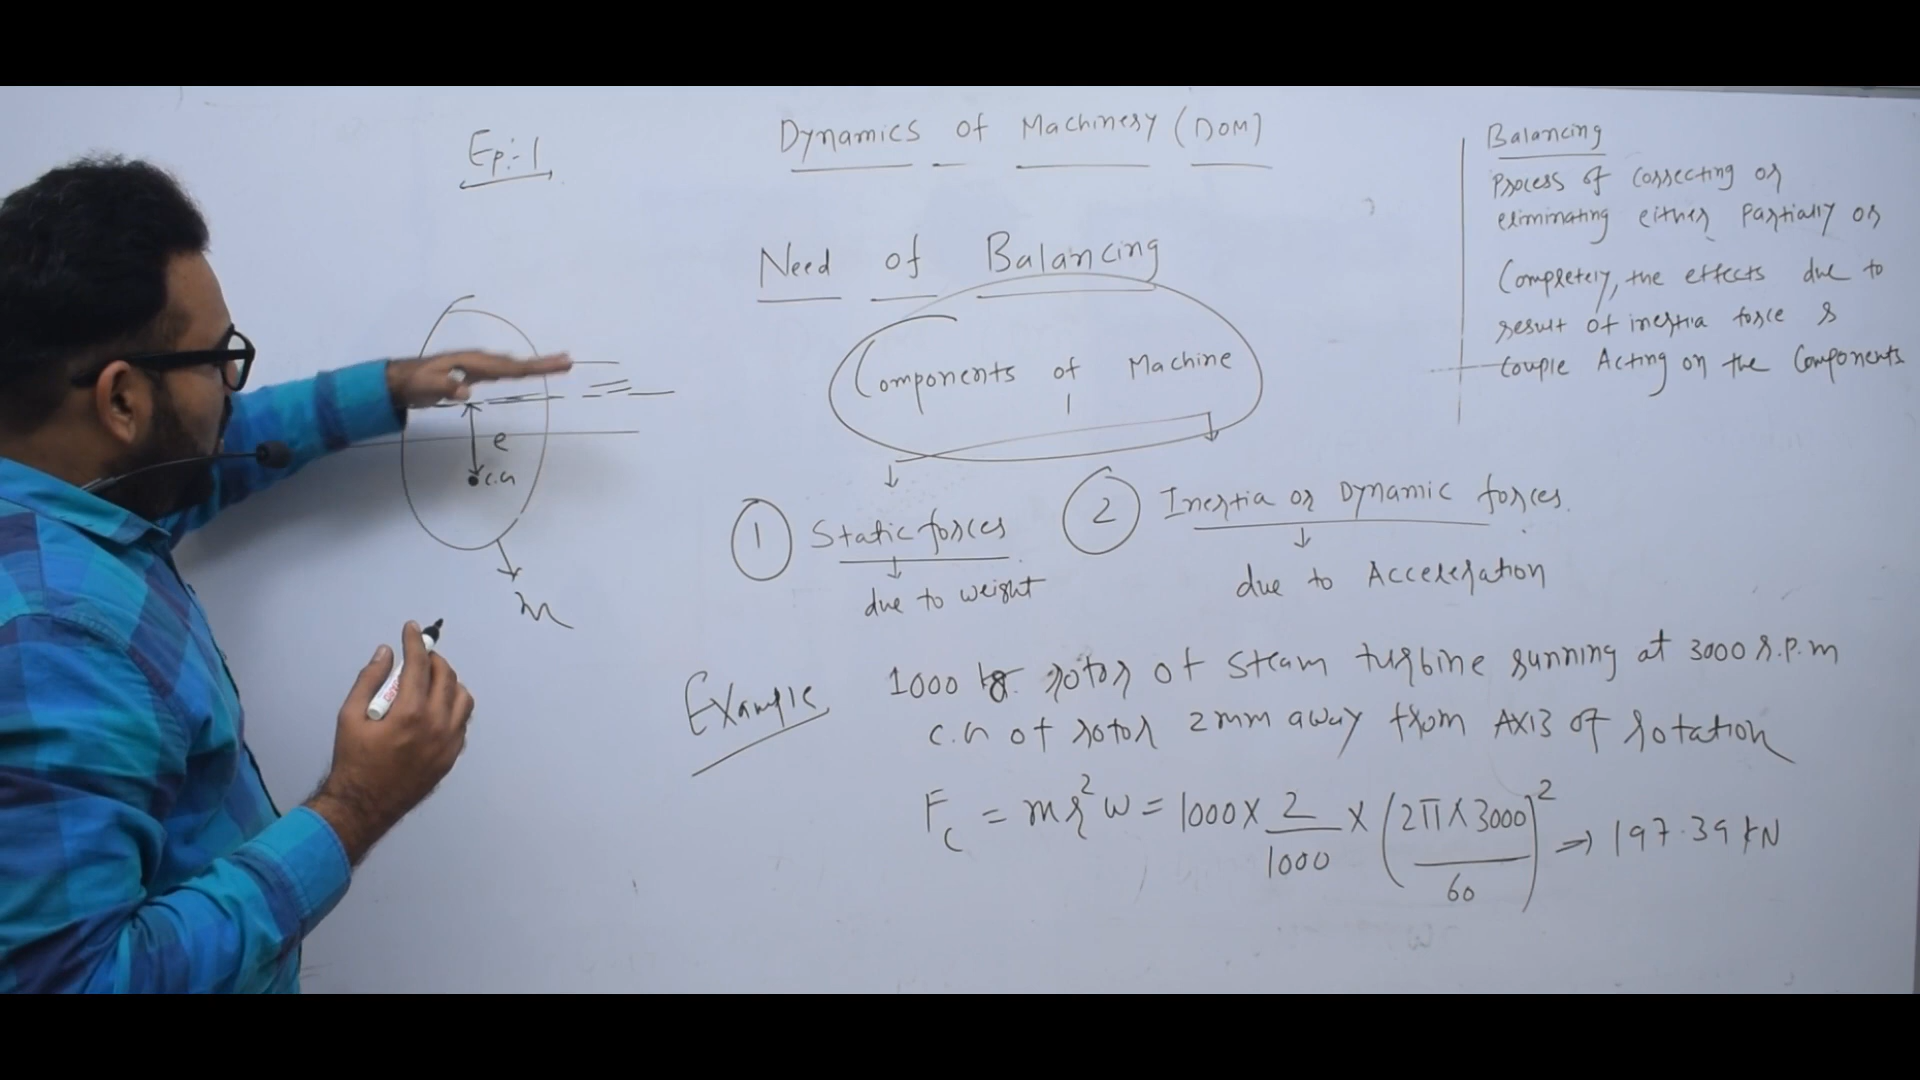 Ep:-1
Dynamics of Machinery (DOM)
Need of Balancing
Components of Machine
e
C.G
m
1 Static forces
due to weight
2 Inertia or Dynamic forces.
due to Acceleration
Balancing
Process of correcting or
eliminating either Partially or
Completely, the effects due to
result of inertia force &
couple Acting on the Components
Example 1000 kg. rotor of steam turbine running at 3000 r.p.m
C.G of rotor 2mm away from AXIS of rotation
Fc = mr²w = 1000 X 2/1000 X (2π X 3000/60)² ⇒ 197.39 kN